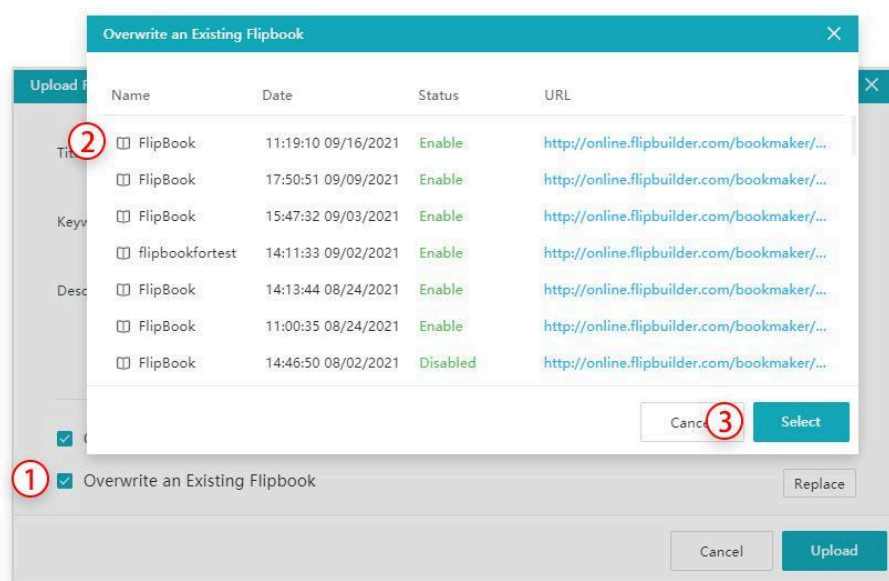 Overwrite an Existing Flipbook
Upload
Name Date Status URL
② FlipBook 11:19:10 09/16/2021 Enable http://online.flipbuilder.com/bookmaker/...
FlipBook 17:50:51 09/09/2021 Enable http://online.flipbuilder.com/bookmaker/...
FlipBook 15:47:32 09/03/2021 Enable http://online.flipbuilder.com/bookmaker/...
flipbookfortest 14:11:33 09/02/2021 Enable http://online.flipbuilder.com/bookmaker/...
Desc FlipBook 14:13:44 08/24/2021 Enable http://online.flipbuilder.com/bookmaker/...
FlipBook 11:00:35 08/24/2021 Enable http://online.flipbuilder.com/bookmaker/...
FlipBook 14:46:50 08/02/2021 Disabled http://online.flipbuilder.com/bookmaker/...
③ Select
① Overwrite an Existing Flipbook Replace
Cancel Upload